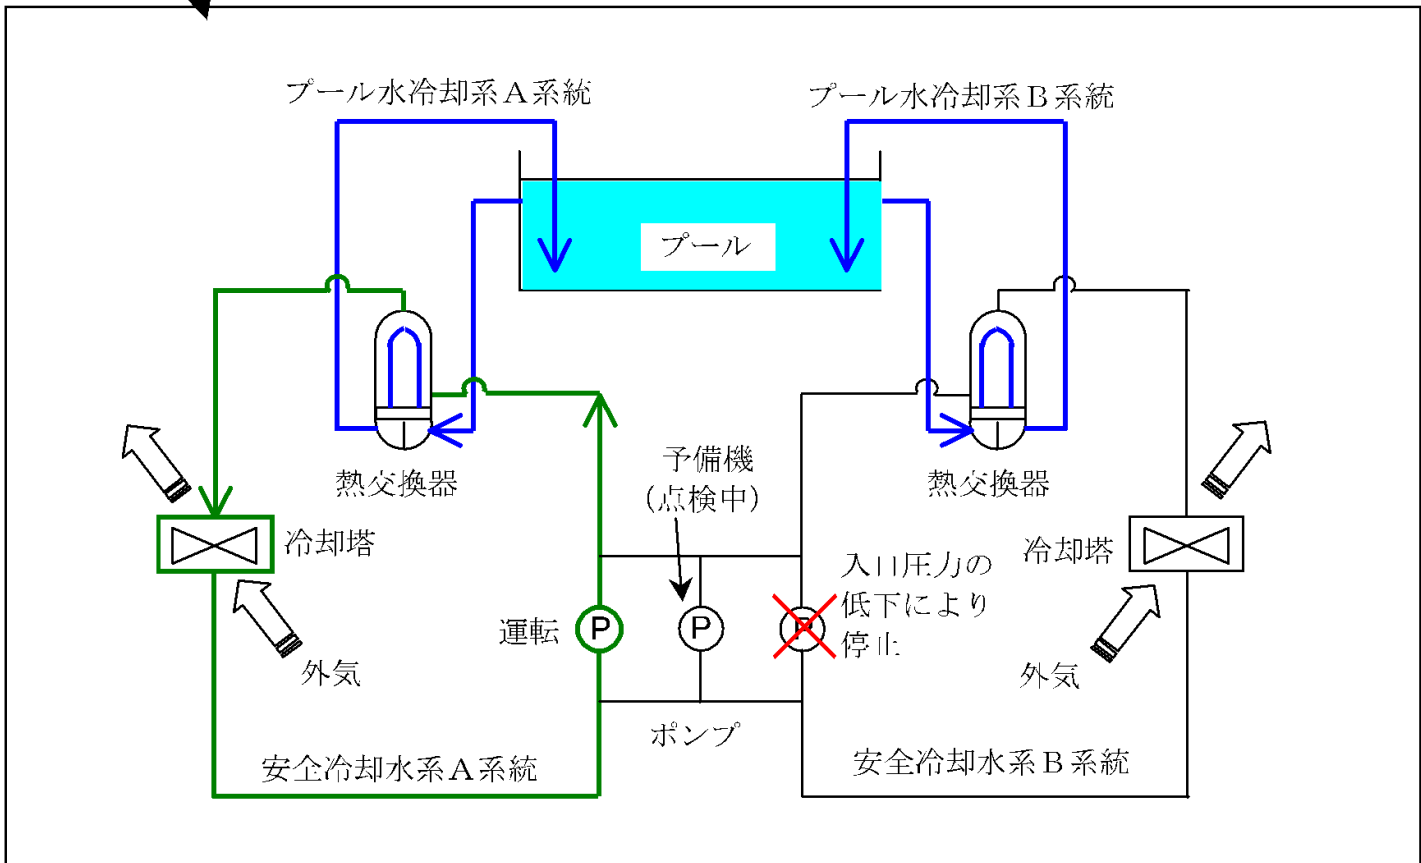 プール水冷却系A系統
プール水冷却系B系統
プール
熱交換器
予備機
(点検中)
熱交換器
冷却塔
冷却塔
入口圧力の
低下により
停止
運転
P
P
P
外気
外気
ポンプ
安全冷却水系A系統
安全冷却水系B系統